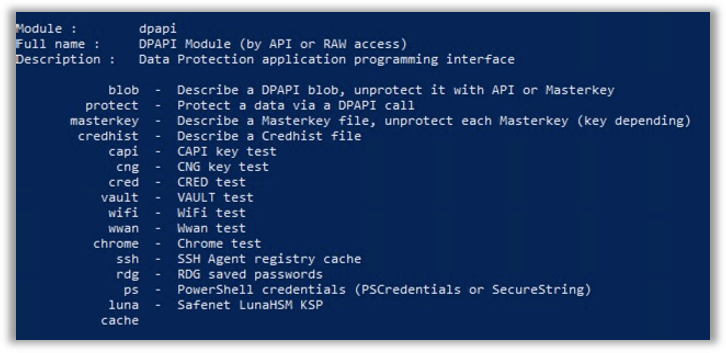 Module :        dpapi
Full name :     DPAPI Module (by API or RAW access)
Description :   Data Protection application programming interface
blob  -  Describe a DPAPI blob, unprotect it with API or Masterkey
protect  -  Protect a data via a DPAPI call
masterkey  -  Describe a Masterkey file, unprotect each Masterkey (key depending)
credhist  -  Describe a Credhist file
capi  -  CAPI key test
cng  -  CNG key test
cred  -  CRED test
vault  -  VAULT test
wifi  -  WiFi test
wwan  -  Wwan test
chrome  -  Chrome test
ssh  -  SSH Agent registry cache
rdg  -  RDG saved passwords
ps  -  PowerShell credentials (PSCredentials or SecureString)
luna  -  Safenet LunaHSM KSP
cache